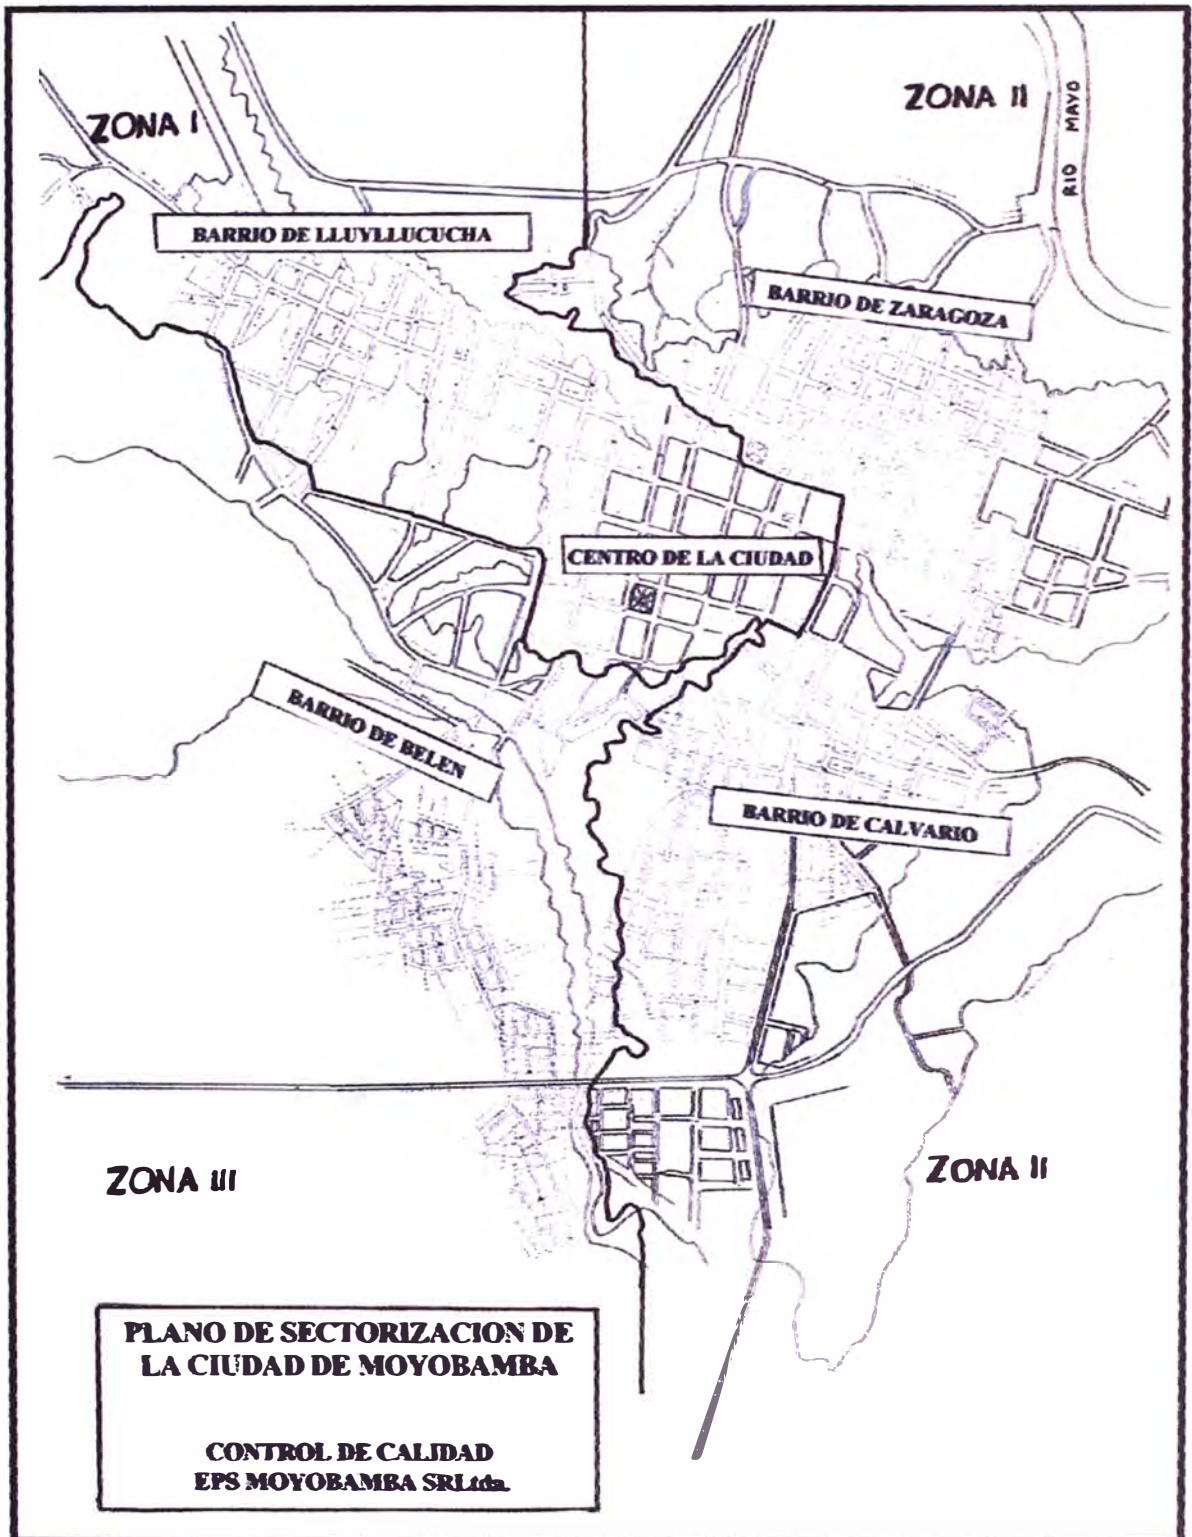 ZONA I
ZONA II
RIO MAYO
BARRIO DE LLUYLLUCUCHA
BARRIO DE ZARAGOZA
CENTRO DE LA CIUDAD
BARRIO DE BELEN
BARRIO DE CALVARIO
ZONA III
ZONA II
PLANO DE SECTORIZACION DE
LA CIUDAD DE MOYOBAMBA
CONTROL DE CALIDAD
EPS MOYOBAMBA SRLtda.